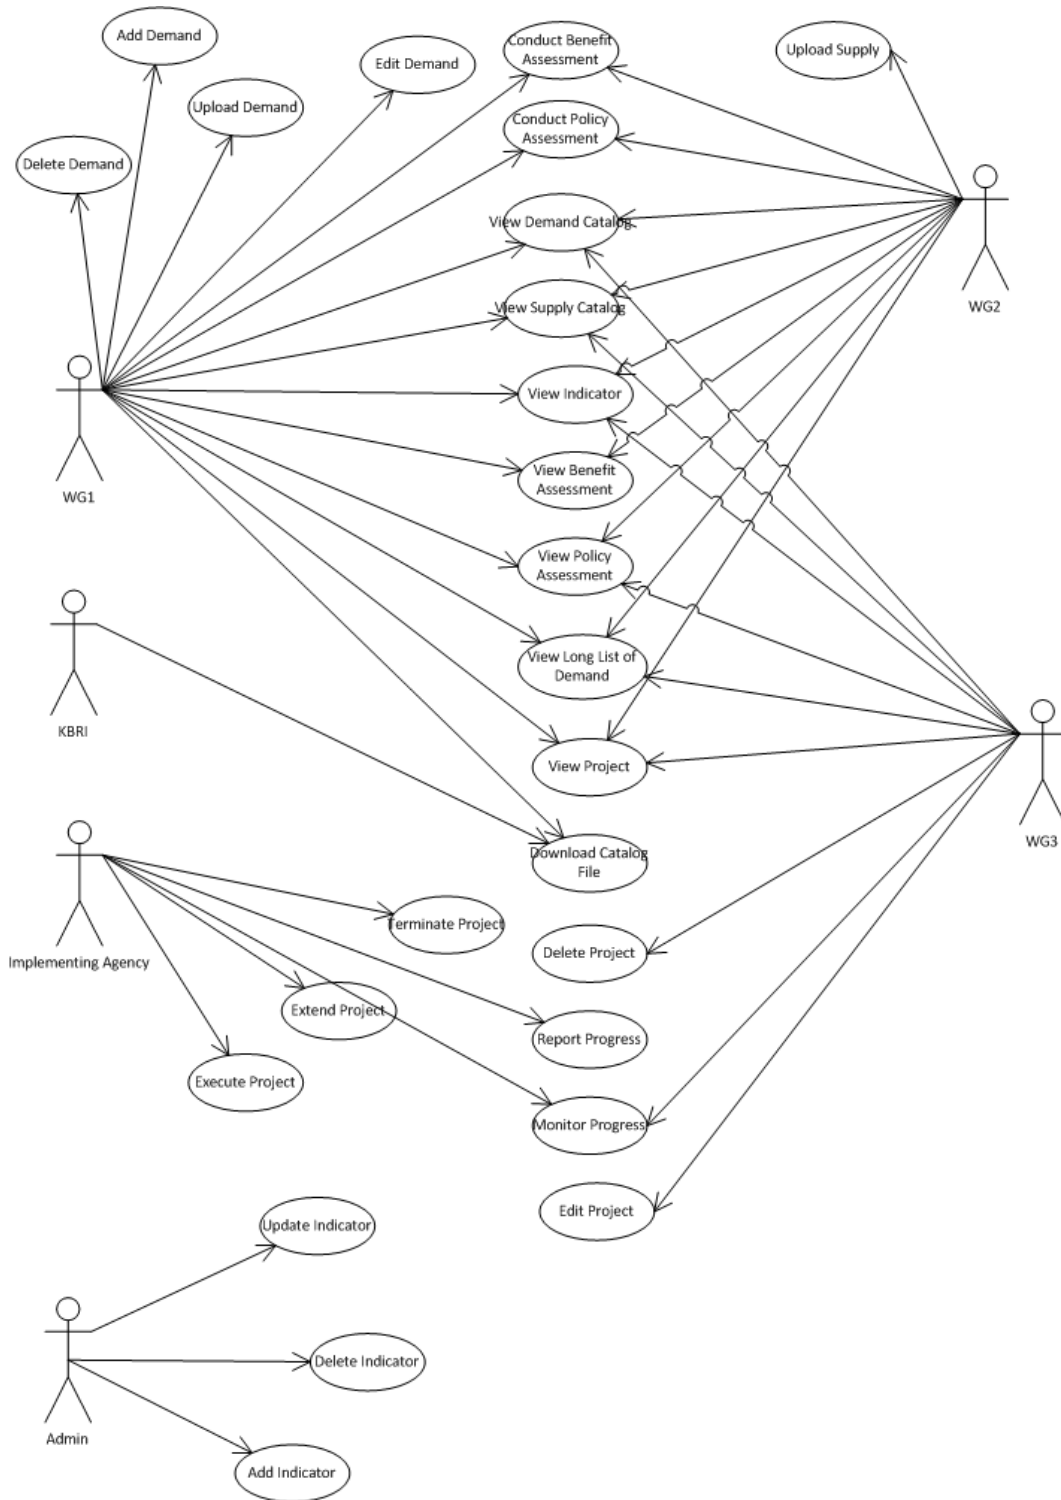 Add Demand
Edit Demand
Conduct Benefit
Assessment
Upload Supply
Upload Demand
Conduct Policy
Assessment
Delete Demand
View Demand Catalog
WG2
View Supply Catalog
View Indicator
WG1
View Benefit
Assessment
View Policy
Assessment
View Long List of
Demand
KBRI
View Project
WG3
Download Catalog
File
Terminate Project
Delete Project
Implementing Agency
Extend Project
Report Progress
Execute Project
Monitor Progress
Edit Project
Update Indicator
Delete Indicator
Admin
Add Indicator